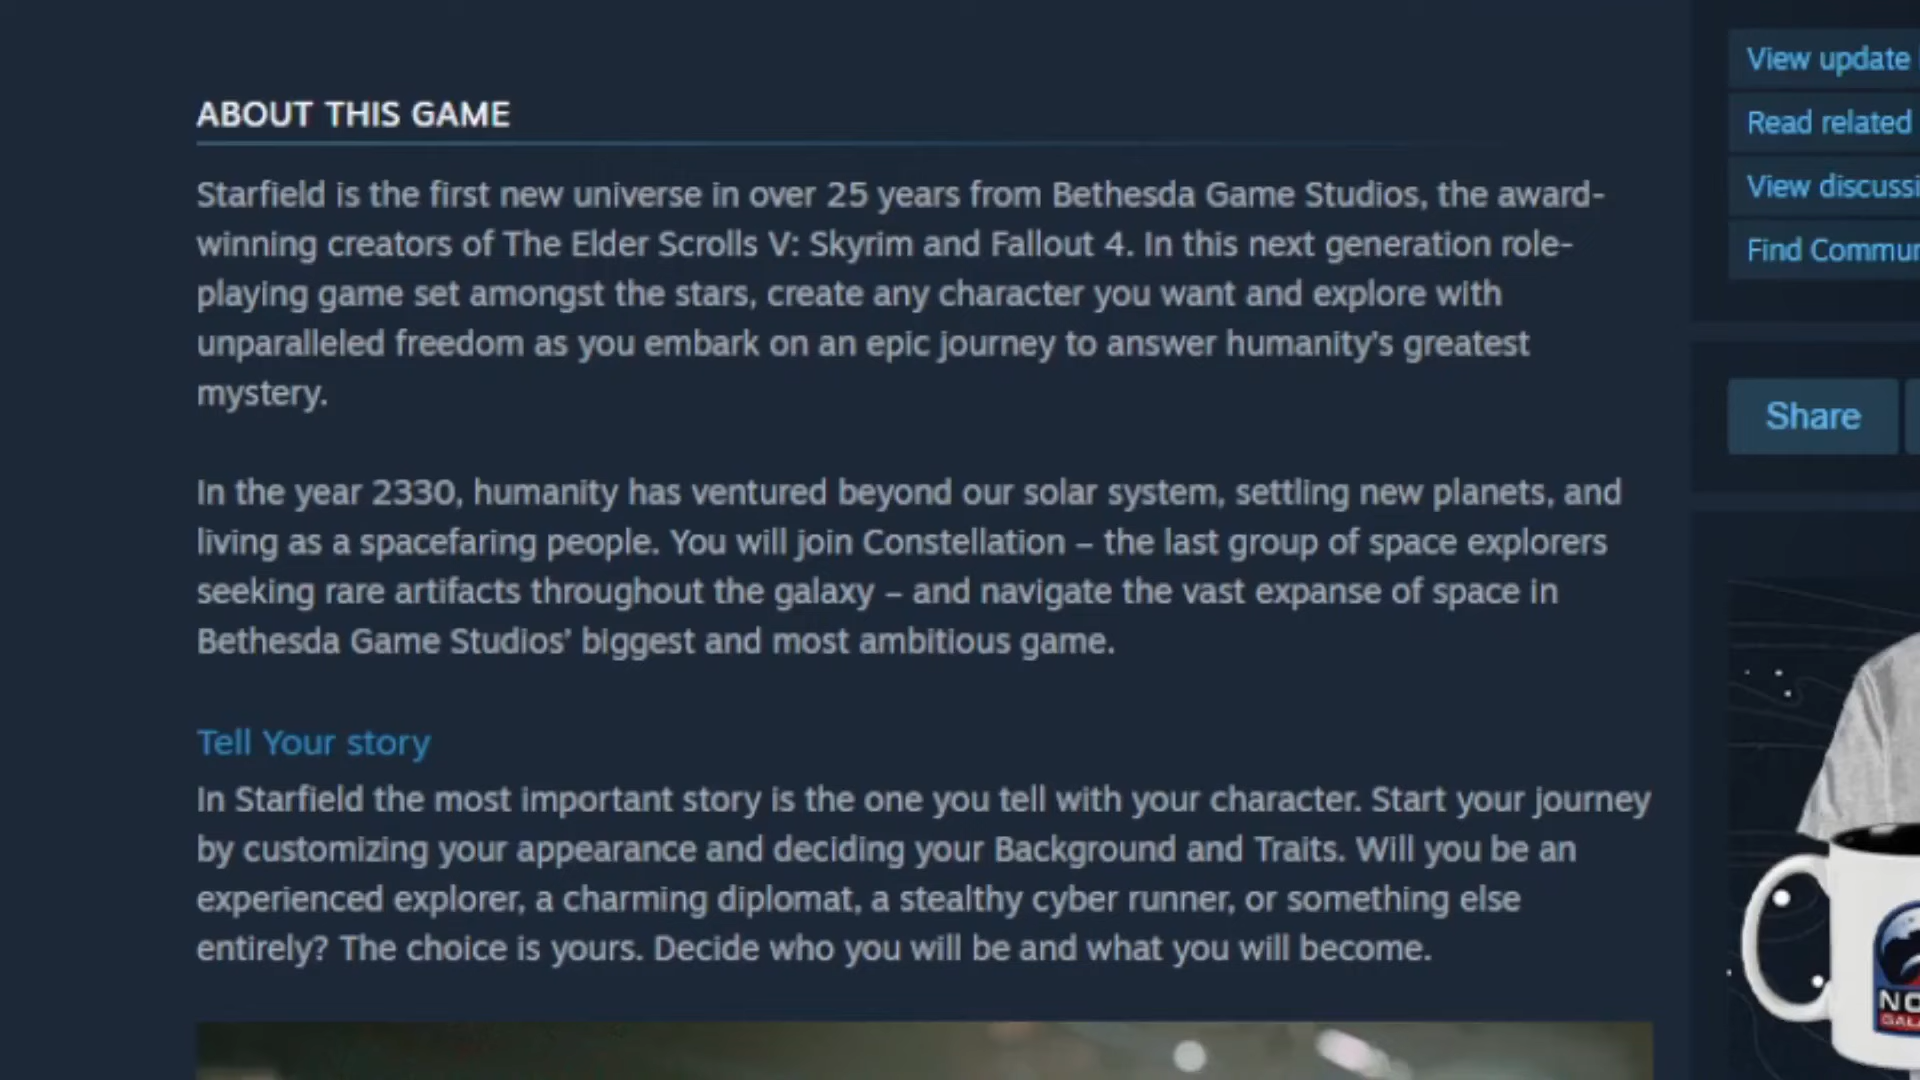 ABOUT THIS GAME
Starfield is the first new universe in over 25 years from Bethesda Game Studios, the award-
winning creators of The Elder Scrolls V: Skyrim and Fallout 4. In this next generation role-
playing game set amongst the stars, create any character you want and explore with
unparalleled freedom as you embark on an epic journey to answer humanity's greatest
mystery.
In the year 2330, humanity has ventured beyond our solar system, settling new planets, and
living as a spacefaring people. You will join Constellation – the last group of space explorers
seeking rare artifacts throughout the galaxy – and navigate the vast expanse of space in
Bethesda Game Studios’ biggest and most ambitious game.
Tell Your story
In Starfield the most important story is the one you tell with your character. Start your journey
by customizing your appearance and deciding your Background and Traits. Will you be an
experienced explorer, a charming diplomat, a stealthy cyber runner, or something else
entirely? The choice is yours. Decide who you will be and what you will become.
View update
Read related
View discussi
Find Commun
Share
NO
GALA